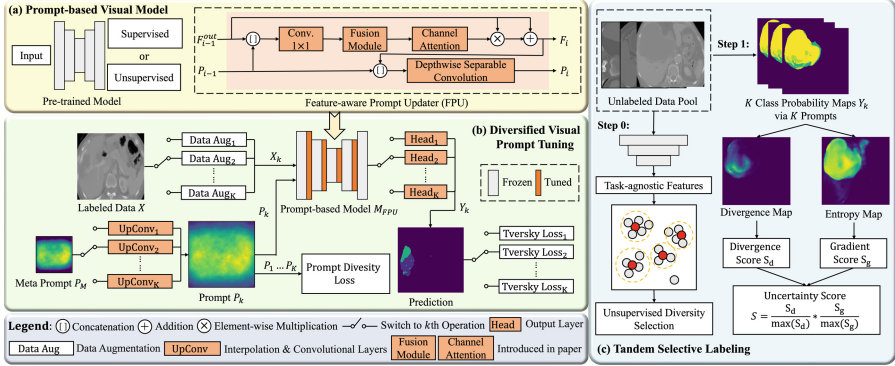 (a) Prompt-based Visual Model
Input
Pre-trained Model
Supervised
or
Unsupervised
F_{i-1}^{out}
P_{i-1}
[]
Conv.
1×1
Fusion
Module
Channel
Attention
×
+
F_i
[]
Depthwise Separable
Convolution
P_i
Feature-aware Prompt Updater (FPU)
(b) Diversified Visual
Prompt Tuning
Labeled Data X
Data Aug_1
Data Aug_2
⋮
Data Aug_K
X_k
P_k
Prompt-based Model M_{FPU}
Head_1
Head_2
⋮
Head_K
Y_k
Frozen
Tuned
Meta Prompt P_M
UpConv_1
UpConv_2
⋮
UpConv_K
Prompt P_k
P_1 … P_K
Prompt Divesity
Loss
Prediction
Tversky Loss_1
Tversky Loss_2
⋮
Tversky Loss_K
Legend:
[] Concatenation
+ Addition
× Element-wise Multiplication
Switch to kth Operation
Head Output Layer
Data Aug Data Augmentation
UpConv Interpolation & Convolutional Layers
Fusion
Module
Channel
Attention
Introduced in paper
Unlabeled Data Pool
Step 1:
K Class Probability Maps Y_k
via K Prompts
Step 0:
Task-agnostic Features
Unsupervised Diversity
Selection
Divergence Map
Entropy Map
Divergence
Score S_d
Gradient
Score S_g
Uncertainty Score
S = S_d / max(S_d) * S_g / max(S_g)
(c) Tandem Selective Labeling